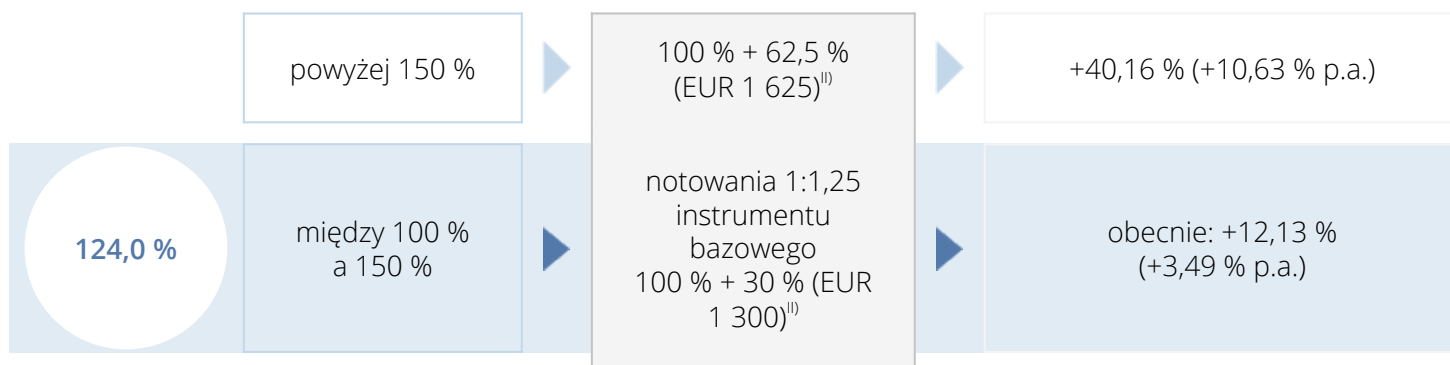 powyżej 150 %
100 % + 62,5 %
(EUR 1 625)II)
+40,16 % (+10,63 % p.a.)
124,0 %
między 100 %
a 150 %
notowania 1:1,25
instrumentu
bazowego
100 % + 30 % (EUR
1 300)II)
obecnie: +12,13 %
(+3,49 % p.a.)